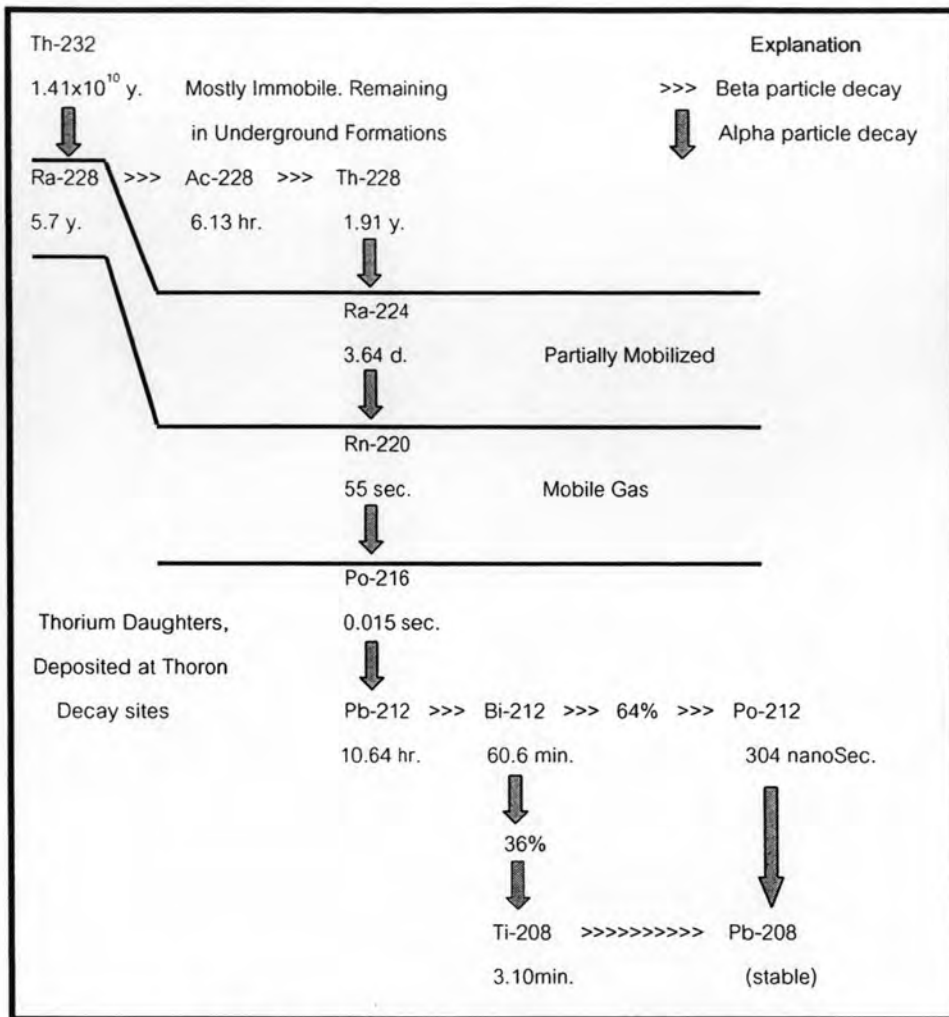 Th-232
Explanation
1.41x10^10 y. Mostly Immobile. Remaining
>>> Beta particle decay
in Underground Formations
Alpha particle decay
Ra-228 >>> Ac-228 >>> Th-228
5.7 y. 6.13 hr. 1.91 y.
Ra-224
3.64 d. Partially Mobilized
Rn-220
55 sec. Mobile Gas
Po-216
Thorium Daughters, 0.015 sec.
Deposited at Thoron
Decay sites Pb-212 >>> Bi-212 >>> 64% >>> Po-212
10.64 hr. 60.6 min. 304 nanoSec.
36%
Ti-208 >>>>>>>>>> Pb-208
3.10min. (stable)